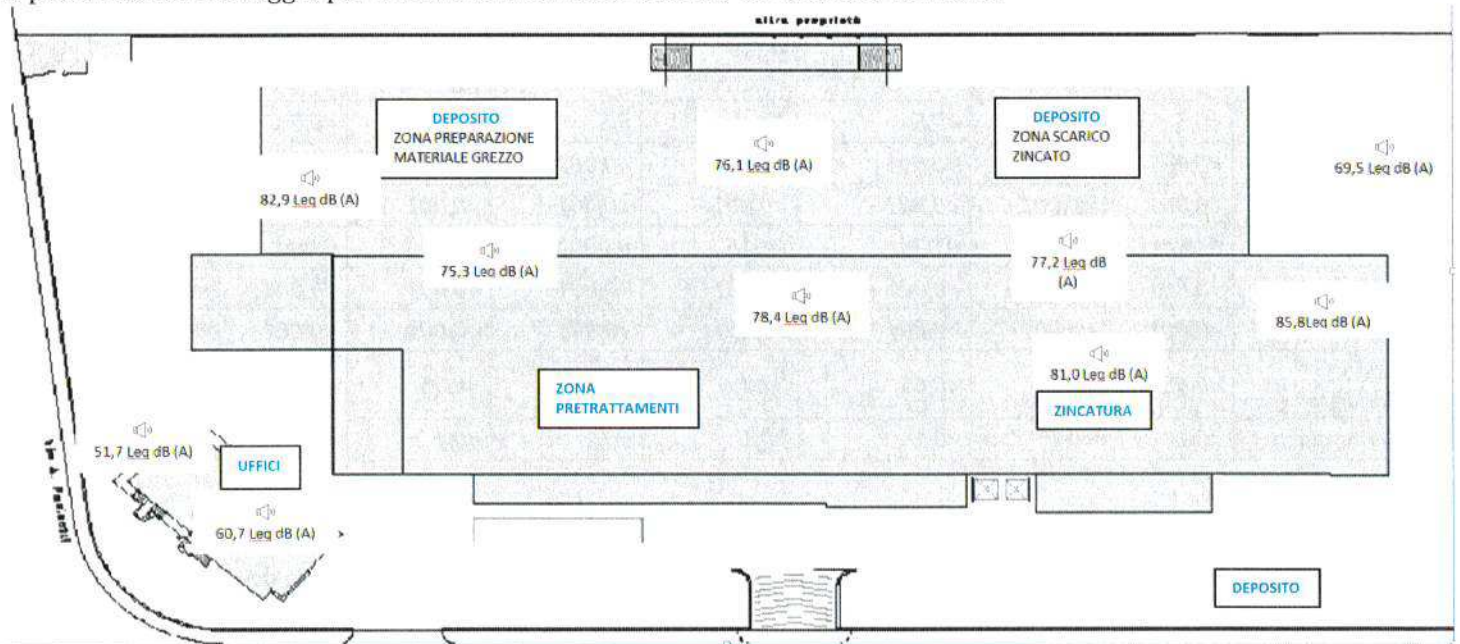 altra proprietà
DEPOSITO
ZONA PREPARAZIONE
MATERIALE GREZZO
DEPOSITO
ZONA SCARICO
ZINCATO
76,1 Leq dB (A)
69,5 Leq dB (A)
82,9 Leq dB (A)
75,3 Leq dB (A)
77,2 Leq dB
(A)
78,4 Leq dB (A)
85,8Leq dB (A)
81,0 Leq dB (A)
ZONA
PRETRATTAMENTI
ZINCATURA
51,7 Leq dB (A)
UFFICI
60,7 Leq dB (A)
DEPOSITO